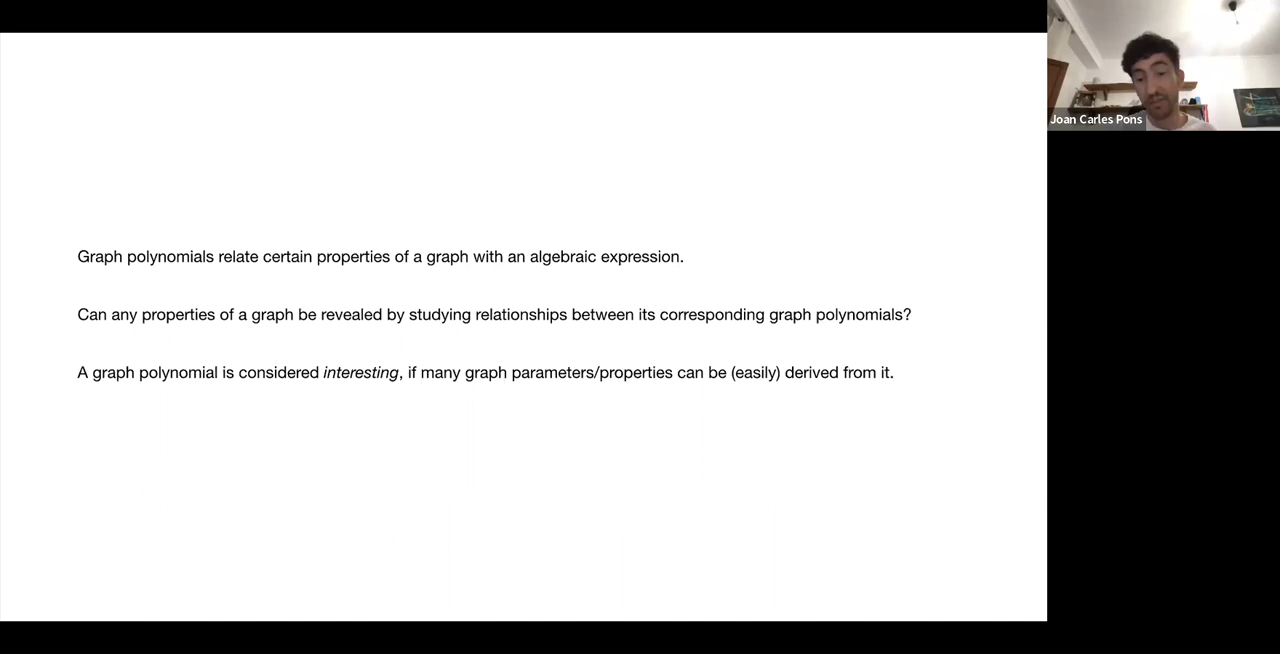 Graph polynomials relate certain properties of a graph with an algebraic expression.
Can any properties of a graph be revealed by studying relationships between its corresponding graph polynomials?
A graph polynomial is considered interesting, if many graph parameters/properties can be (easily) derived from it.
Joan Carles Pons